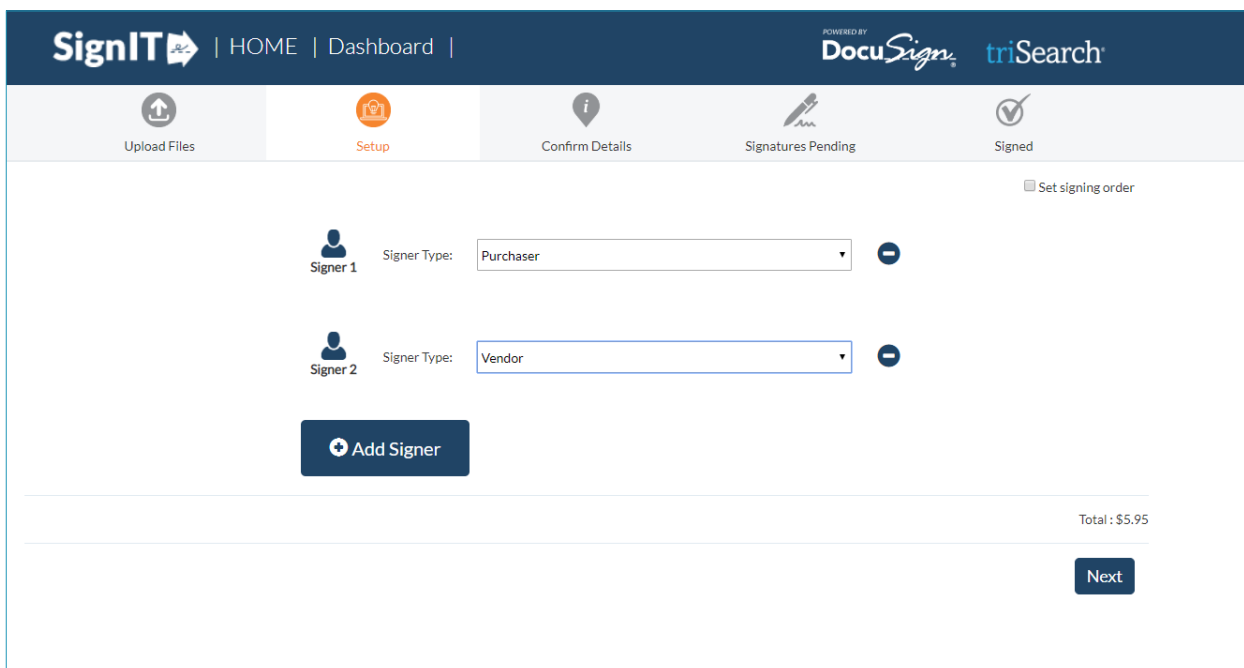 SignIT | HOME | Dashboard |
POWERED BY
DocuSign triSearch
Upload Files
Setup
Confirm Details
Signatures Pending
Signed
Set signing order
Signer 1
Signer Type:
Purchaser
Signer 2
Signer Type:
Vendor
Add Signer
Total : $5.95
Next